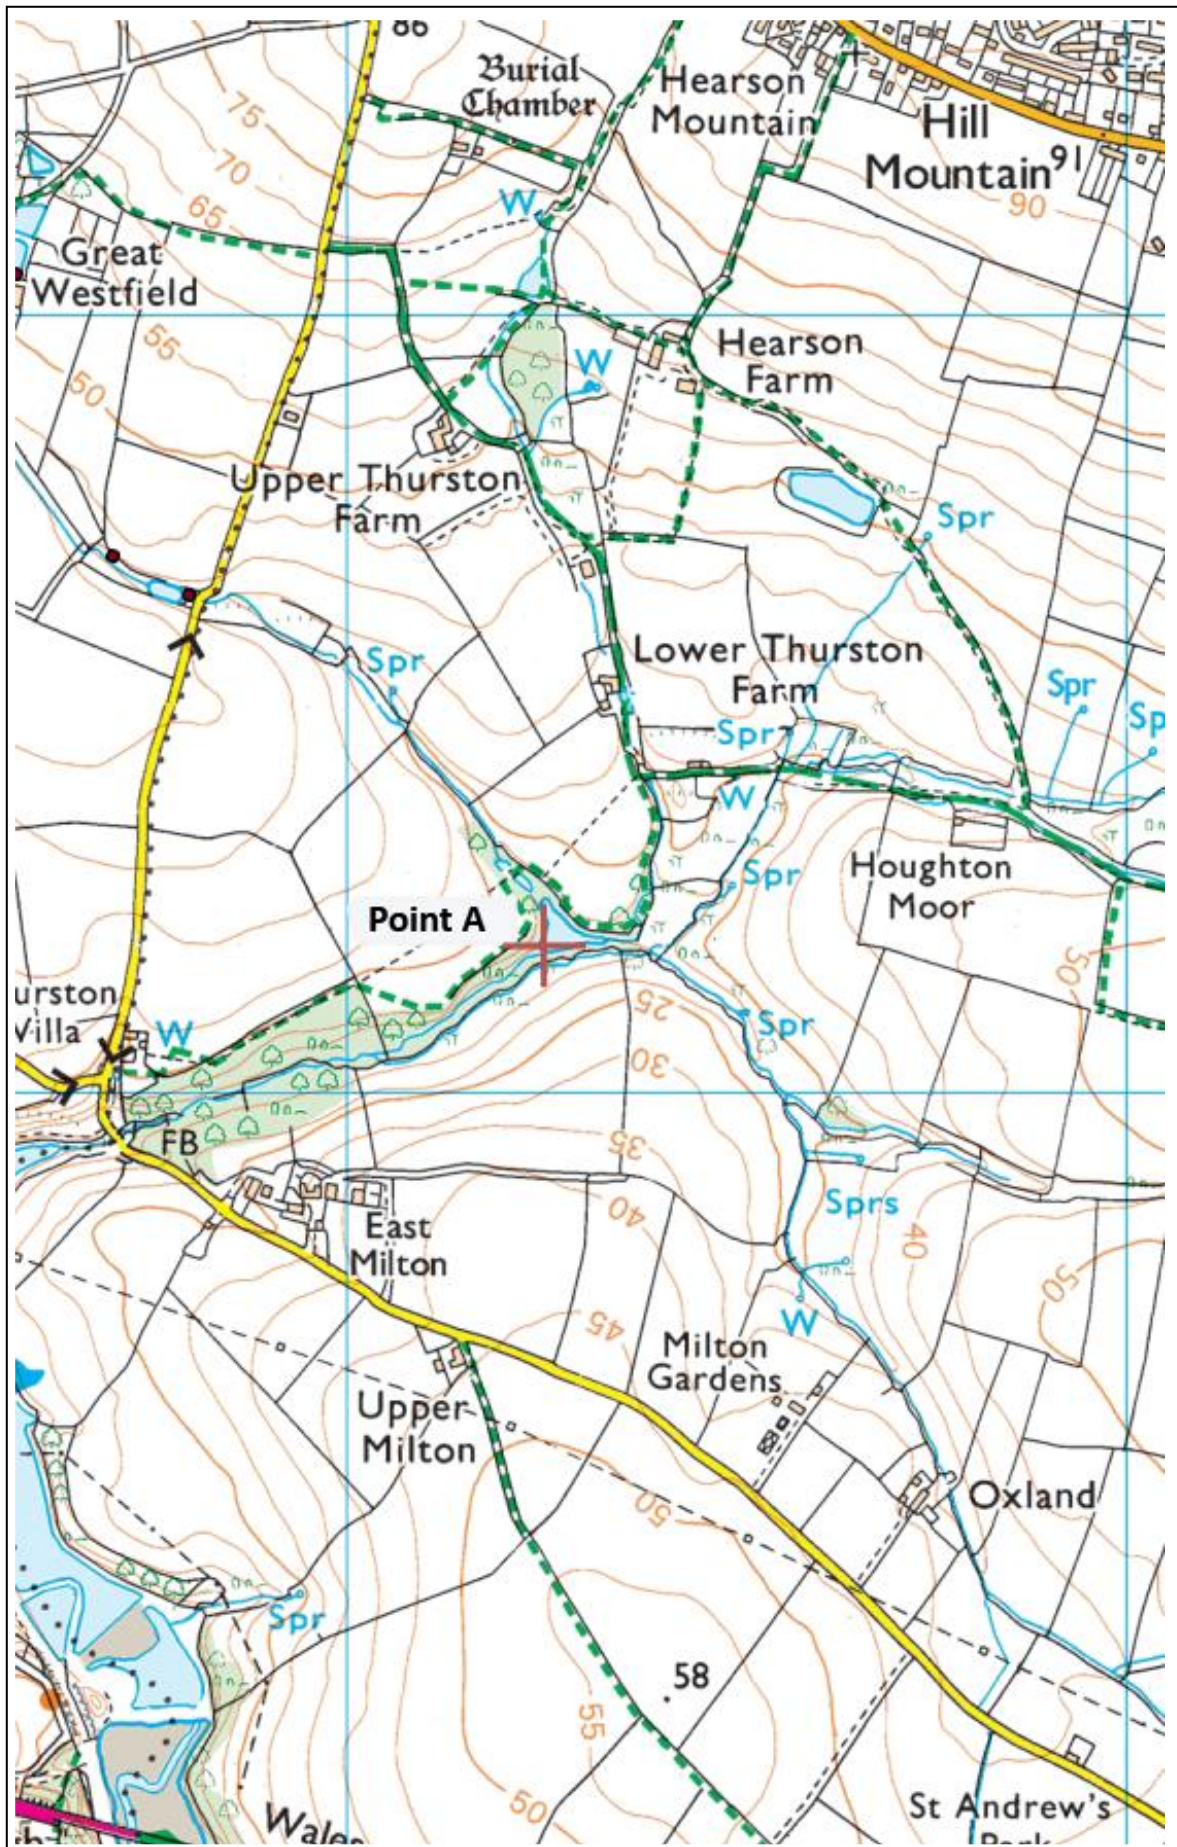 86
Burial
Chamber
Hearson
Mountain
Hill
Mountain
91
75
70
65
90
W
Great
Westfield
55
50
W
Hearson
Farm
Upper Thurston
Farm
Spr
Spr
Lower Thurston
Farm
Spr
Sp
Spr
W
Spr
Houghton
Moor
Point A
50
urston
Villa
W
25
Spr
30
FB
35
Sprs
40
40
East
Milton
50
W
45
Milton
Gardens
Upper
Milton
50
Oxland
Spr
58
55
50
St Andrew's
Wales